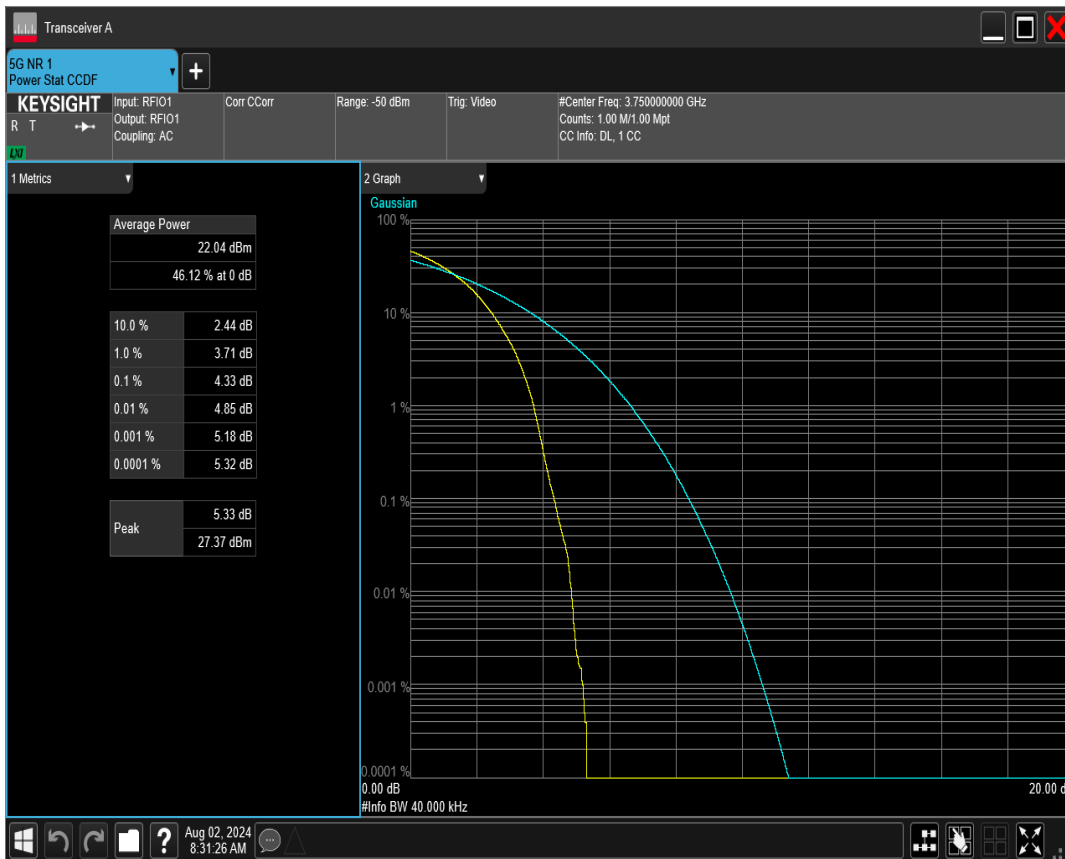 Transceiver A
5G NR 1
Power Stat CCDF
+
KEYSIGHT
R T
LXI
Input: RFIO1
Output: RFIO1
Coupling: AC
Corr CCorr
Range: -50 dBm
Trig: Video
#Center Freq: 3.750000000 GHz
Counts: 1.00 M/1.00 Mpt
CC Info: DL, 1 CC
1 Metrics
Average Power
22.04 dBm
46.12 % at 0 dB
10.0 % 2.44 dB
1.0 % 3.71 dB
0.1 % 4.33 dB
0.01 % 4.85 dB
0.001 % 5.18 dB
0.0001 % 5.32 dB
Peak
5.33 dB
27.37 dBm
2 Graph
Gaussian
100 %
10 %
1 %
0.1 %
0.01 %
0.001 %
0.0001 %
0.00 dB
20.00 d
#Info BW 40.000 kHz
?
Aug 02, 2024
8:31:26 AM